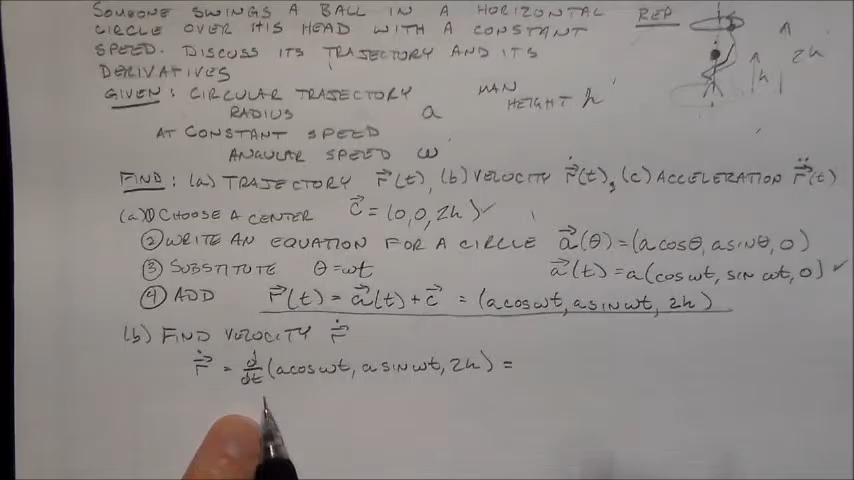 SOMEONE SWINGS A BALL IN A HORIZONTAL REP
CIRCLE OVER HIS HEAD WITH A CONSTANT
SPEED. DISCUSS ITS TRAJECTORY AND ITS
DERIVATIVES
2h
h
GIVEN: CIRCULAR TRAJECTORY MAN
HEIGHT h
RADIUS a
AT CONSTANT SPEED
ANGULAR SPEED ω
FIND: (a) TRAJECTORY r⃗(t), (b) VELOCITY ṙ⃗(t), (c) ACCELERATION r̈⃗(t)
(a) ① CHOOSE A CENTER c⃗ = (0,0,2h) ✓
② WRITE AN EQUATION FOR A CIRCLE a⃗(θ) = (a cosθ, a sinθ, 0)
③ SUBSTITUTE θ=ωt a⃗(t) = a(cos ωt, sin ωt, 0) ✓
④ ADD r⃗(t) = a⃗(t) + c⃗ = (a cos ωt, a sin ωt, 2h)
(b) FIND VELOCITY ṙ⃗
ṙ⃗ = d/dt (a cos ωt, a sin ωt, 2h) =